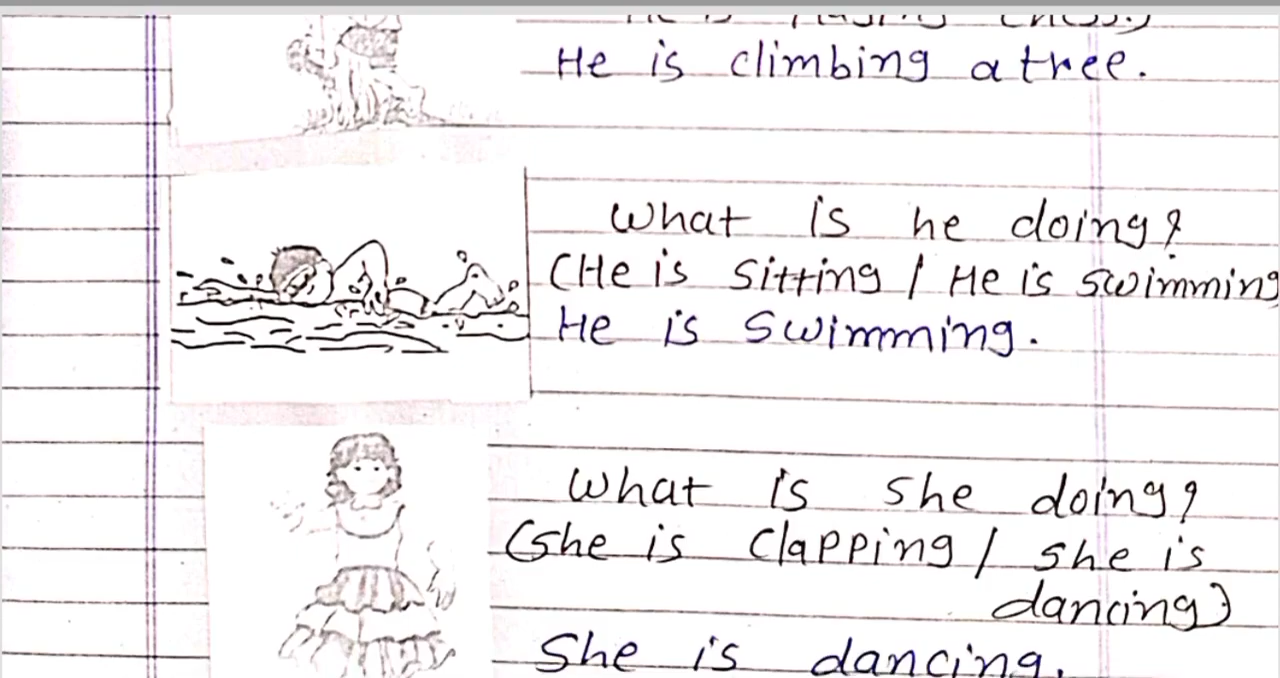 He is climbing a tree.
What is he doing?
(He is sitting / He is swimming
He is swimming.
What is she doing?
(She is clapping / She is
dancing)
She is dancing.